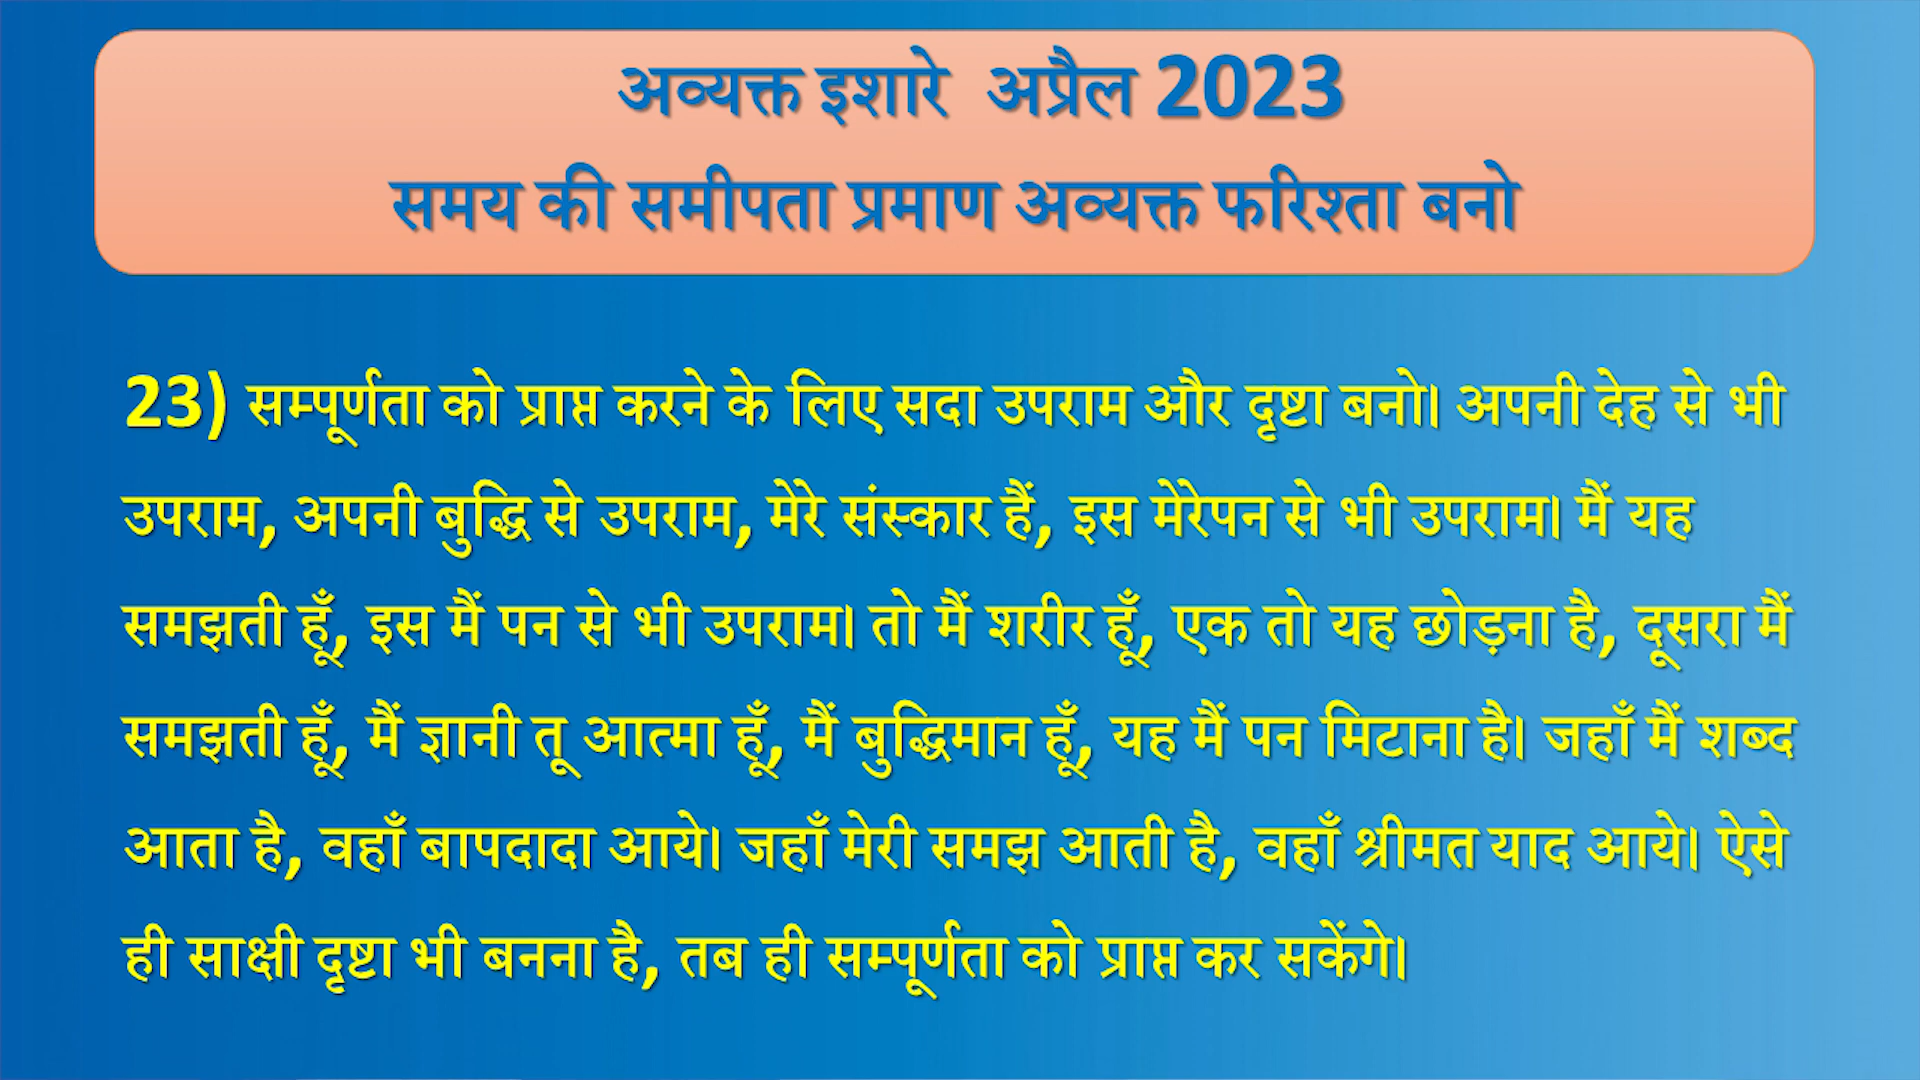 अव्यक्त इशारे अप्रैल 2023
समय की समीपता प्रमाण अव्यक्त फरिश्ता बनो
23) सम्पूर्णता को प्राप्त करने के लिए सदा उपराम और दृष्टा बनो। अपनी देह से भी
उपराम, अपनी बुद्धि से उपराम, मेरे संस्कार हैं, इस मेरेपन से भी उपराम। मैं यह
समझती हूँ, इस मैं पन से भी उपराम। तो मैं शरीर हूँ, एक तो यह छोड़ना है, दूसरा मैं
समझती हूँ, मैं ज्ञानी तू आत्मा हूँ, मैं बुद्धिमान हूँ, यह मैं पन मिटाना है। जहाँ मैं शब्द
आता है, वहाँ बापदादा आये। जहाँ मेरी समझ आती है, वहाँ श्रीमत याद आये। ऐसे
ही साक्षी दृष्टा भी बनना है, तब ही सम्पूर्णता को प्राप्त कर सकेंगे।